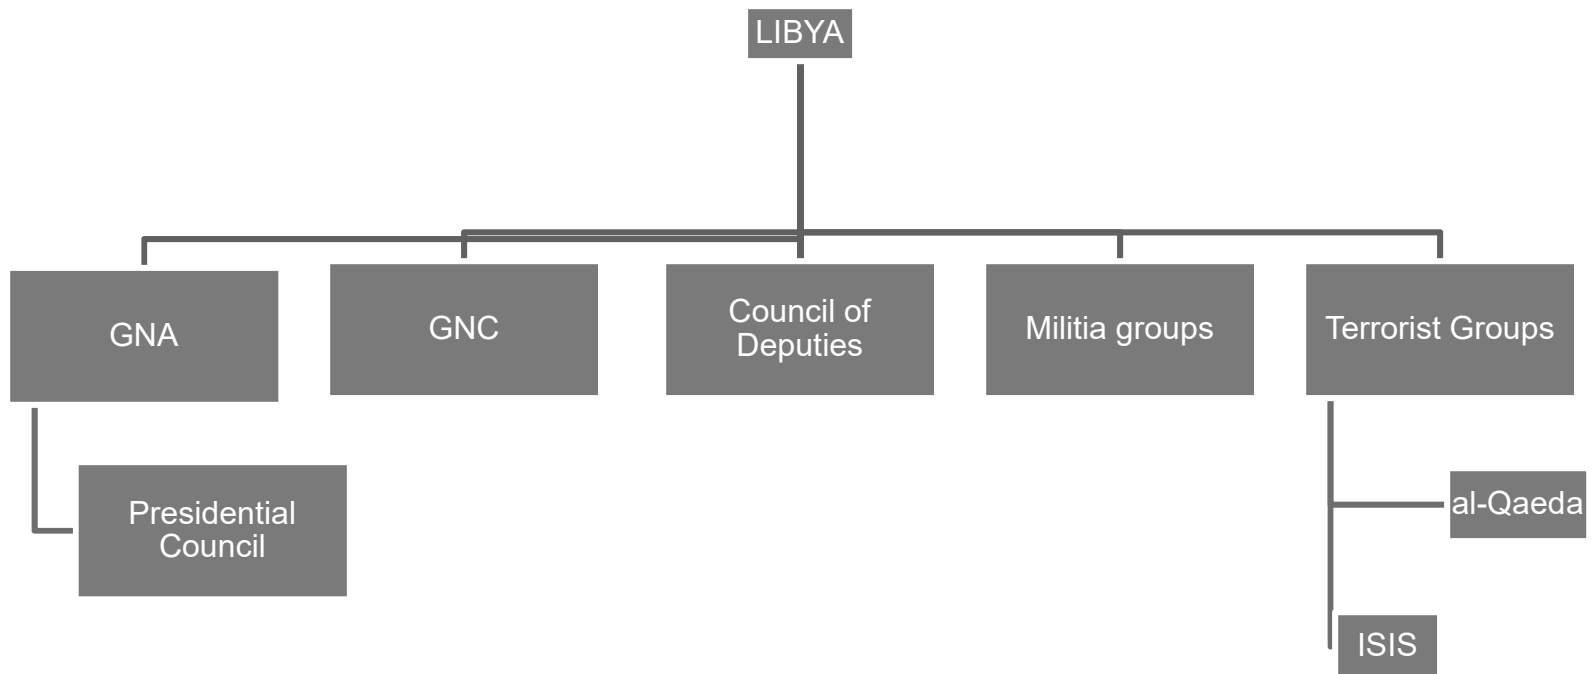 LIBYA
GNA
GNC
Council of
Deputies
Militia groups
Terrorist Groups
Presidential
Council
al-Qaeda
ISIS